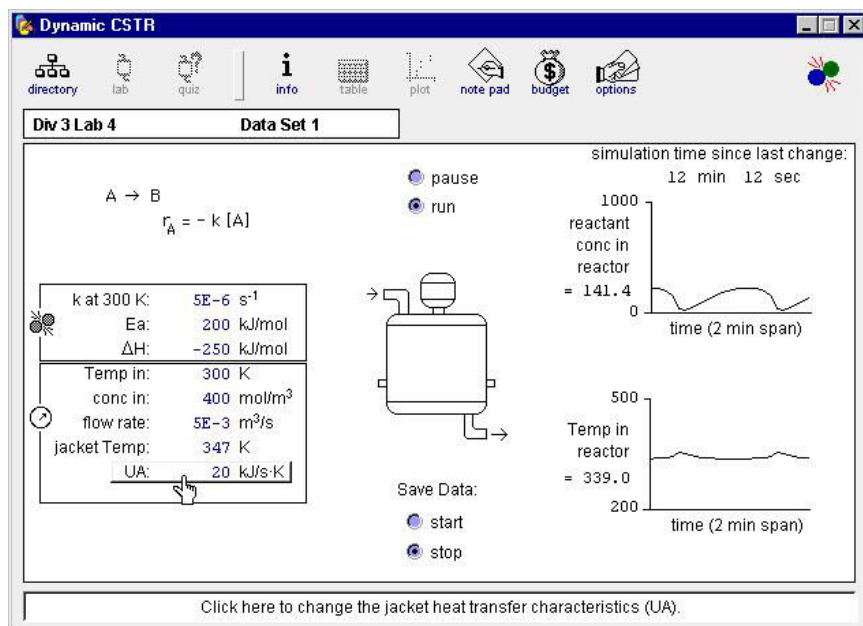 Dynamic CSTR
directory lab quiz info table plot note pad budget options
Div 3 Lab 4 Data Set 1
simulation time since last change:
12 min 12 sec
pause
run
A → B
r_A = - k [A]
1000
reactant
conc in
reactor
= 141.4
0
time (2 min span)
k at 300 K: 5E-6 s⁻¹
Ea: 200 kJ/mol
ΔH: -250 kJ/mol
Temp in: 300 K
conc in: 400 mol/m³
flow rate: 5E-3 m³/s
jacket Temp: 347 K
UA: 20 kJ/s·K
500
Temp in
reactor
= 339.0
200
time (2 min span)
Save Data:
start
stop
Click here to change the jacket heat transfer characteristics (UA).